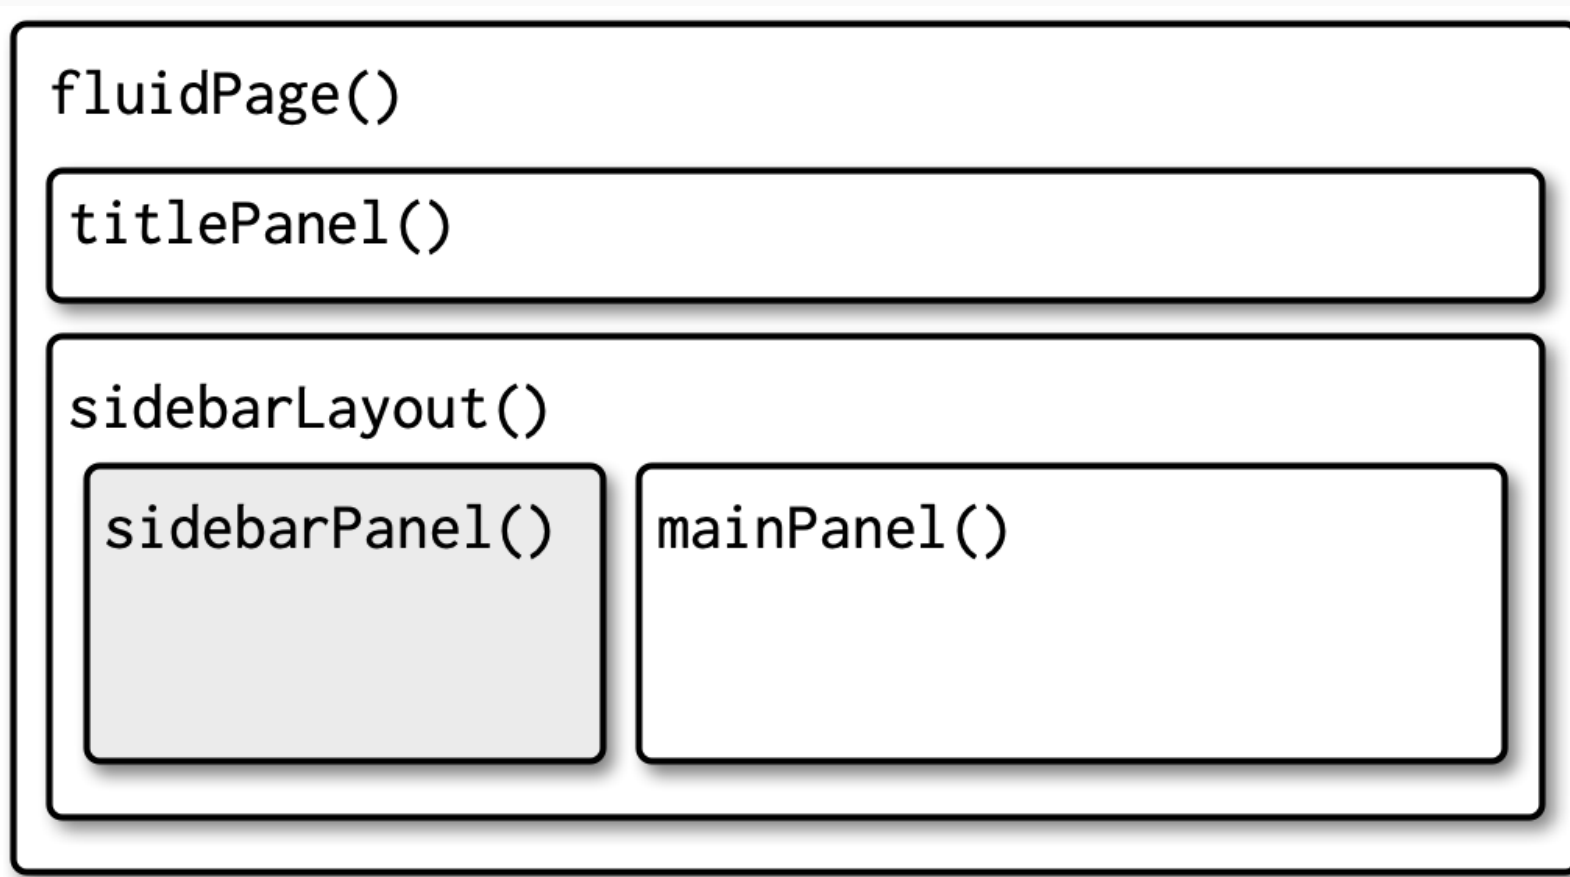 fluidPage()
titlePanel()
sidebarLayout()
sidebarPanel()
mainPanel()